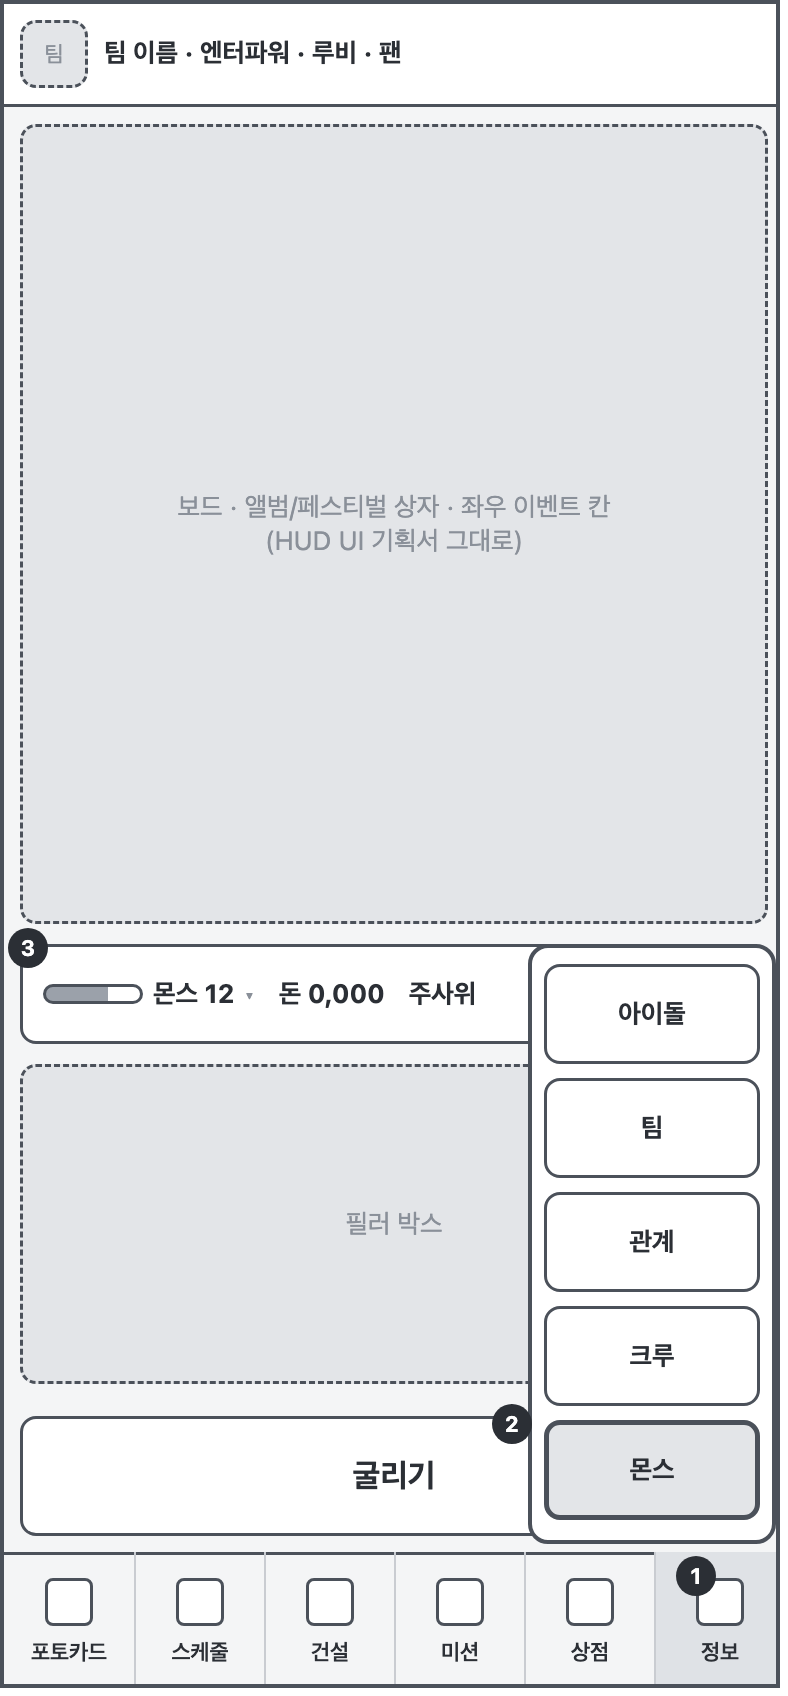 팀
팀 이름 · 엔터파워 · 루비 · 팬
보드 · 앨범/페스티벌 상자 · 좌우 이벤트 칸
(HUD UI 기획서 그대로)
3
몬스 12 ▾ 돈 0,000 주사위
아이돌
팀
관계
크루
몬스
필러 박스
2
굴리기
1
포토카드
스케줄
건설
미션
상점
정보